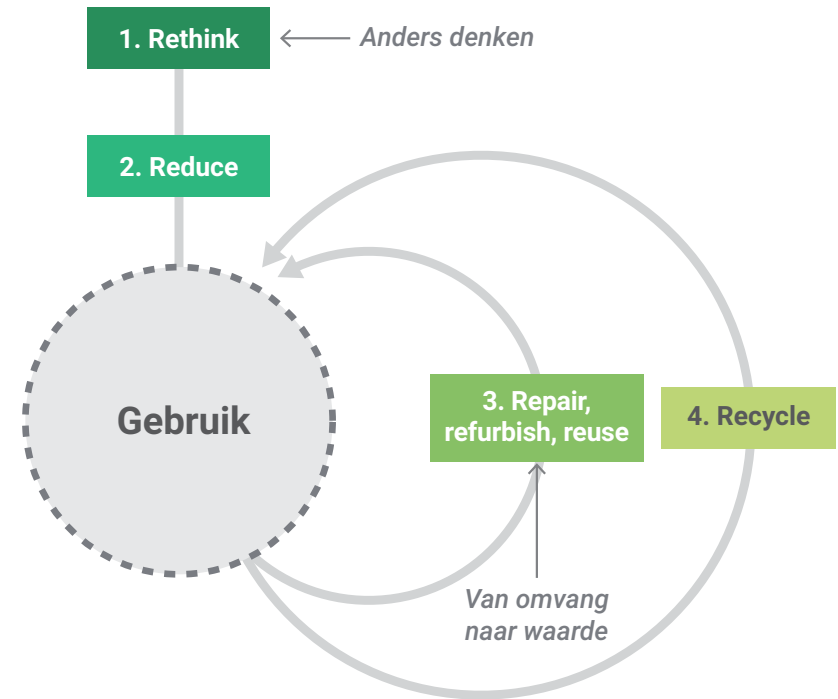 1. Rethink
Anders denken
2. Reduce
Gebruik
3. Repair,
refurbish, reuse
4. Recycle
Van omvang
naar waarde